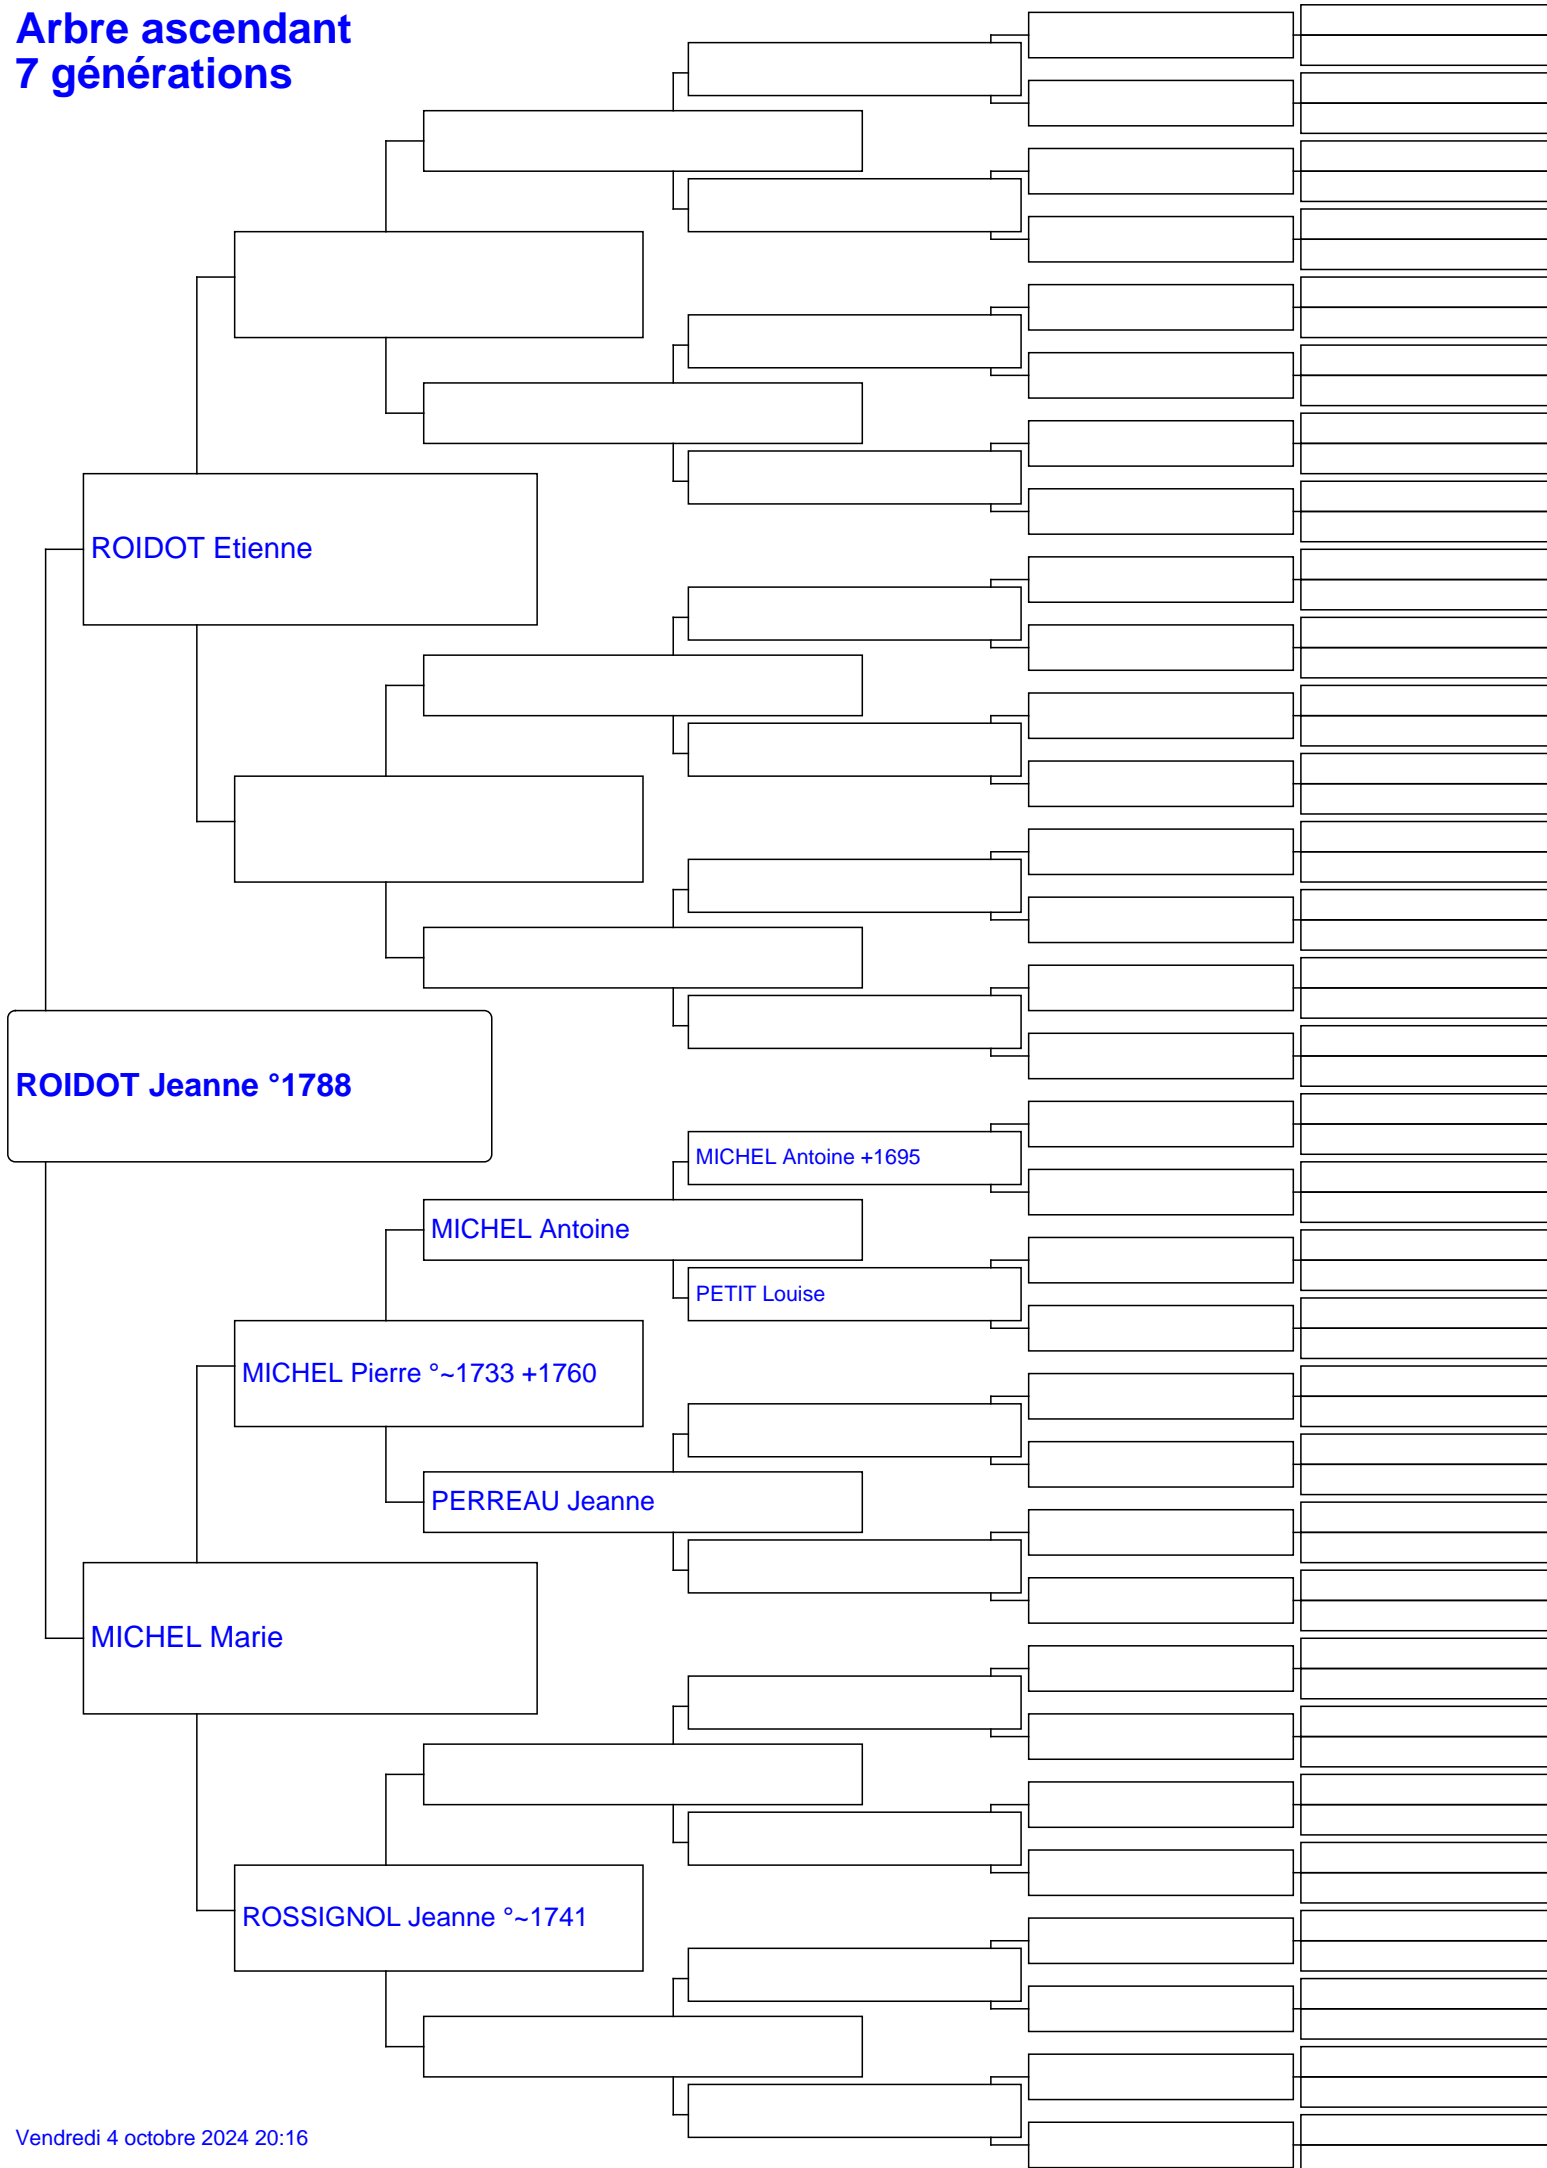 Arbre ascendant
7 générations
ROIDOT Etienne
ROIDOT Jeanne °1788
MICHEL Antoine +1695
MICHEL Antoine
PETIT Louise
MICHEL Pierre °~1733 +1760
PERREAU Jeanne
MICHEL Marie
ROSSIGNOL Jeanne °~1741
Vendredi 4 octobre 2024 20:16